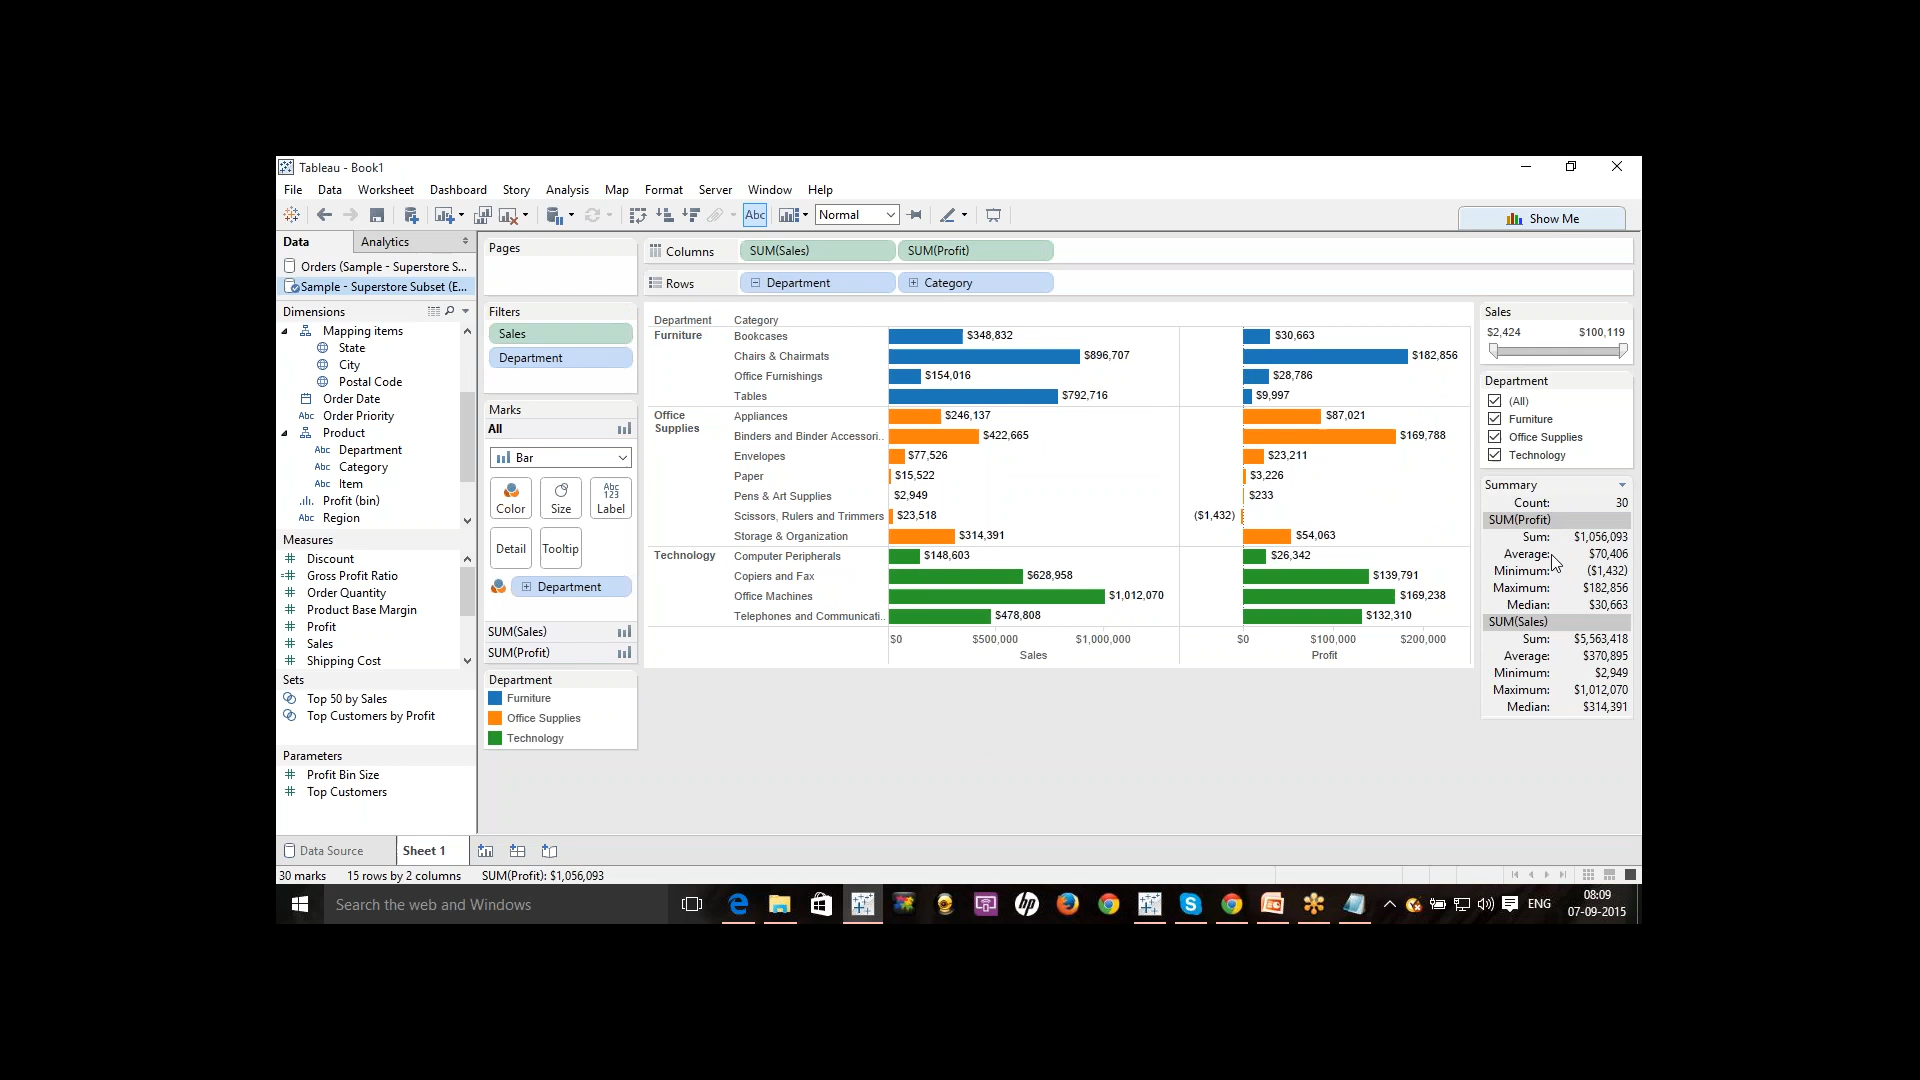 Tableau - Book1
File Data Worksheet Dashboard Story Analysis Map Format Server Window Help
Abc Normal Show Me
Data Analytics
Orders (Sample - Superstore S...
Sample - Superstore Subset (E...
Dimensions
Mapping items
State
City
Postal Code
Order Date
Abc Order Priority
Product
Abc Department
Abc Category
Abc Item
Profit (bin)
Abc Region
Measures
Discount
Gross Profit Ratio
Order Quantity
Product Base Margin
Profit
Sales
Shipping Cost
Sets
Top 50 by Sales
Top Customers by Profit
Parameters
Profit Bin Size
Top Customers
Pages
Filters
Sales
Department
Marks
All
Bar
Color Size Abc 123 Label
Detail Tooltip
Department
SUM(Sales)
SUM(Profit)
Department
Furniture
Office Supplies
Technology
Columns SUM(Sales) SUM(Profit)
Rows Department Category
Department Category
Furniture Bookcases $348,832 $30,663
Chairs & Chairmats $896,707 $182,856
Office Furnishings $154,016 $28,786
Tables $792,716 $9,997
Office Supplies Appliances $246,137 $87,021
Binders and Binder Accessori.. $422,665 $169,788
Envelopes $77,526 $23,211
Paper $15,522 $3,226
Pens & Art Supplies $2,949 $233
Scissors, Rulers and Trimmers $23,518 ($1,432)
Storage & Organization $314,391 $54,063
Technology Computer Peripherals $148,603 $26,342
Copiers and Fax $628,958 $139,791
Office Machines $1,012,070 $169,238
Telephones and Communicati.. $478,808 $132,310
$0 $500,000 $1,000,000 $0 $100,000 $200,000
Sales Profit
Sales
$2,424 $100,119
Department
(All)
Furniture
Office Supplies
Technology
Summary
Count: 30
SUM(Profit)
Sum: $1,056,093
Average: $70,406
Minimum: ($1,432)
Maximum: $182,856
Median: $30,663
SUM(Sales)
Sum: $5,563,418
Average: $370,895
Minimum: $2,949
Maximum: $1,012,070
Median: $314,391
Data Source Sheet 1
30 marks 15 rows by 2 columns SUM(Profit): $1,056,093
Search the web and Windows
ENG
08:09
07-09-2015